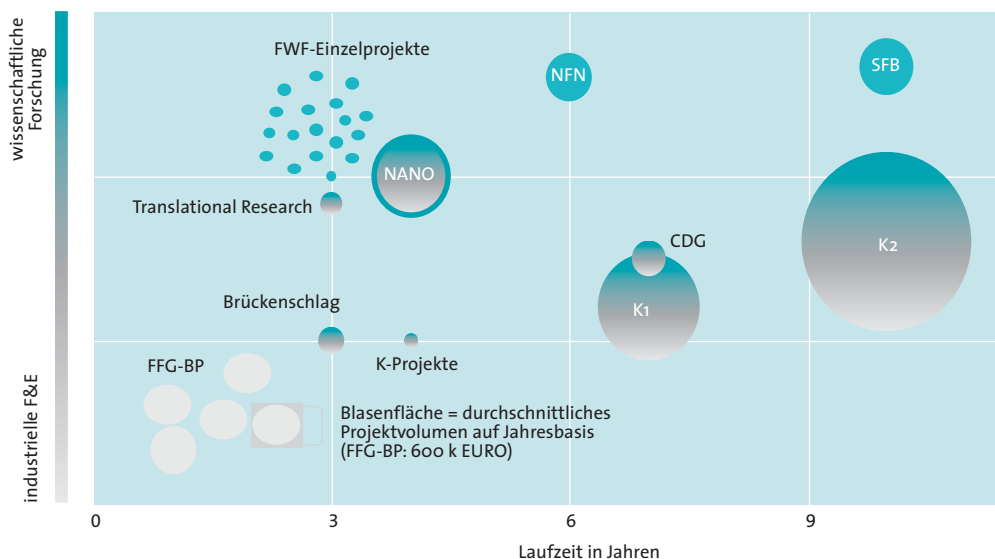 wissenschaftliche
Forschung
industrielle F&E
FWF-Einzelprojekte
NFN
SFB
NANO
Translational Research
CDG
K2
K1
Brückenschlag
K-Projekte
FFG-BP
Blasenfläche = durchschnittliches
Projektvolumen auf Jahresbasis
(FFG-BP: 600 k EURO)
0
3
6
9
Laufzeit in Jahren